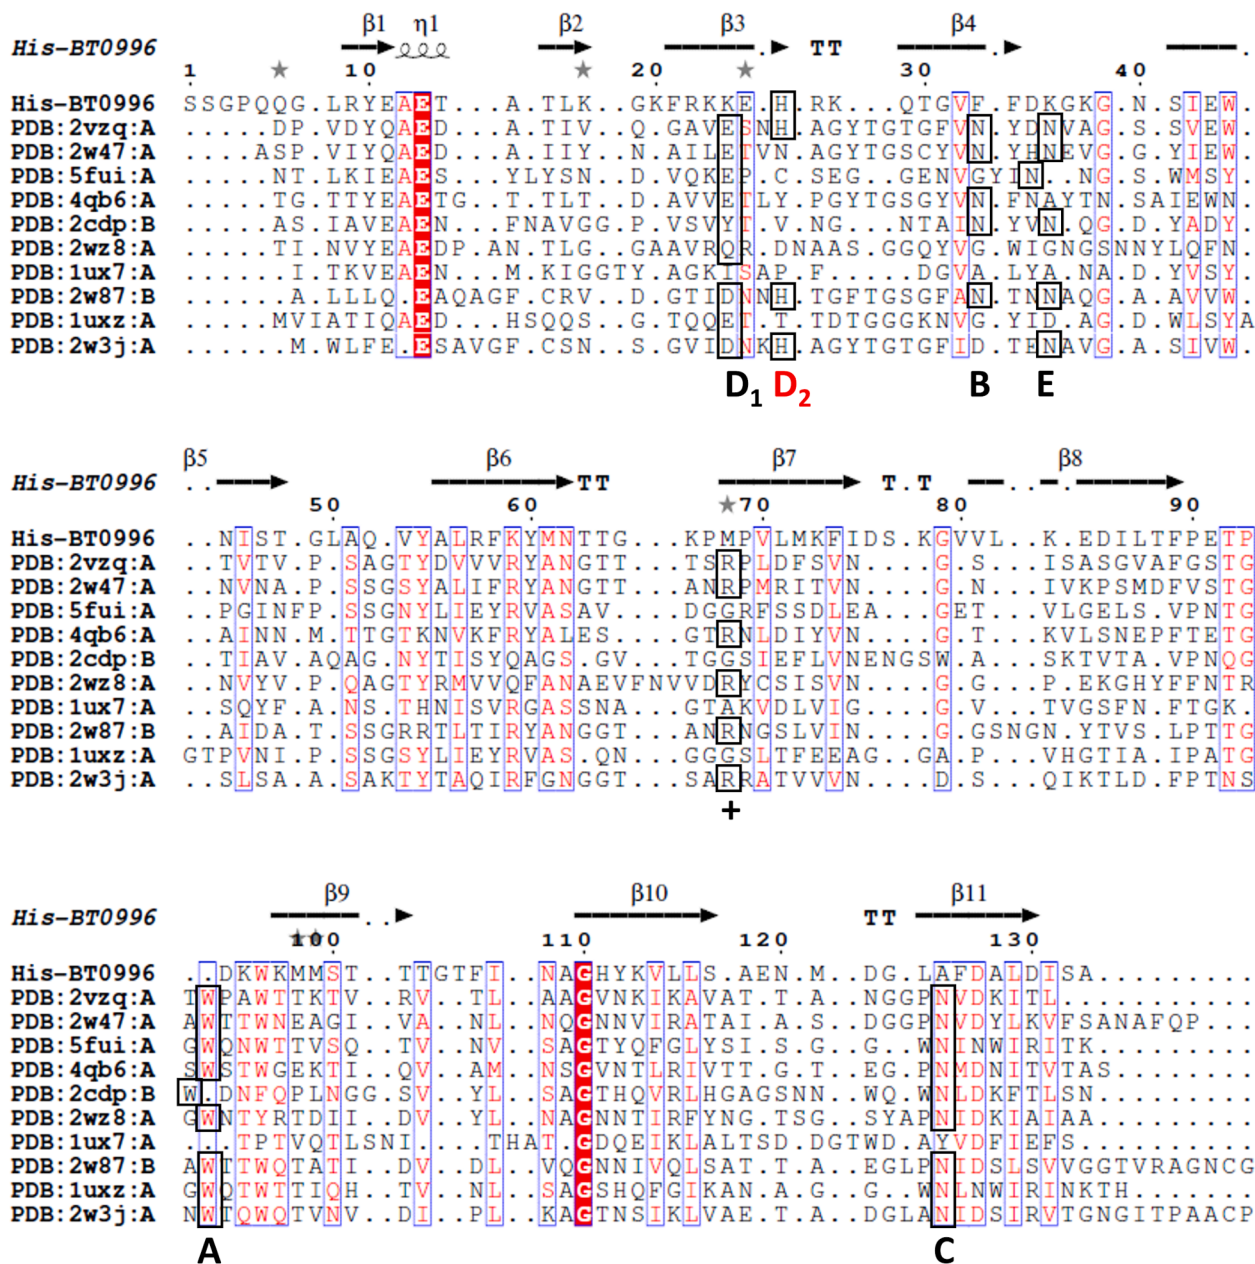 β1 η1 β2 β3 β4
His-BT0996 . TT .
1 ★ 10 ★ 20 ★ 30 40
His-BT0996 SSGPQQG.LRYEAET...A.TLK..GKFRKKE.H.RK...QTGVF.FDKGKG.N.SIEW
PDB:2vzq:A .....DP.VDYQAED...A.TIV..Q.GAVESNH.AGYTGTGFVN.YDNVAG.S.SVEW
PDB:2w47:A ....ASP.VIYQAED...A.IIY..N.AILETVN.AGYTGSCYVN.YHNEVG.G.YIEW
PDB:5fui:A .....NT.LKIEAES...YLYSN..D.VQKEP.C.SEG..GENVGYIN..NG.S.WMSY
PDB:4qb6:A .....TG.TTYEAETG..T.TLT..D.AVVETLY.PGYTGSGYVN.FNAYTN.SAIEWN
PDB:2cdp:B .....AS.IAVEAEN...FNAVGG.P.VSVYT.V.NG...NTAIN.YVN.QG.D.YADY
PDB:2wz8:A .....TI.NVYEAEDP.AN.TLG.GAAVRQR.DNAAS.GGQYVG.WIGNGSNNYLQFN
PDB:1ux7:A ......I.TKVEAEN...M.KIGGTY.AGKISAP.F....DGVA.LYA.NA.D.YVSY
PDB:2w87:B ......A.LLLQ.EAQAGF.CRV..D.GTIDNNH.TGFTGSGFAN.TNNAQG.A.AVVW
PDB:1uxz:A .....MVIATIQAED...HSQQS..G.TQQET.T.TDTGGGKNVG.YID.AG.D.WLSYA
PDB:2w3j:A ......M.WLFE.ESAVGF.CSN..S.GVIDNKH.AGYTGTGFID.TENAVG.A.SIVW
D1 D2 B E
β5 β6 β7 β8
His-BT0996 .. TT T.T .. .
50 60 ★70 80 90
His-BT0996 ..NIST.GLAQ.VYALRFKYMNTTG...KPMPVLMKFIDS.KGVVL..K.EDILTFPETP
PDB:2vzq:A ..TVTV.P.SAGTYDVVVRYANGTT...TSRPLDFSVN....G.S...ISASGVAFGSTG
PDB:2w47:A ..NVNA.P.SSGSYALIFRYANGTT...ANRPMRITVN....G.N...IVKPSMDFVSTG
PDB:5fui:A ..PGINFP.SSGNYLIEYRVASAV....DGGRFSSDLEA...GET...VLGELS.VPNTG
PDB:4qb6:A ..AINN.M.TTGTKNVKFRYALES....GTRNLDIYVN....G.T...KVLSNEPFTETG
PDB:2cdp:B ..TIAV.AQAG.NYTISYQAGS.GV...TGGSIEFLVNENGSW.A...SKTVTA.VPNQG
PDB:2wz8:A ..NVYV.P.QAGTYRMVVQFANAEVFNVVDRYCSISVN....G.G...P.EKGHYFFNTR
PDB:1ux7:A ..SQYF.A.NS.THNISVRGASSNA...GTAKVDLVIG....G.V...TVGSFN.FTGK.
PDB:2w87:B ..AIDA.T.SSGRRTLTIRYANGGT...ANRNGSLVIN....G.GSNGN.YTVS.LPTTG
PDB:1uxz:A GTPVNI.P.SSGSYLIEYRVAS.QN...GGGSLTFEEAG..GA.P...VHGTIA.IPATG
PDB:2w3j:A ..SLSA.A.SAKTYTAQIRFGNGGT...SARRATVVVN....D.S...QIKTLD.FPTNS
+
β9 β10 β11
His-BT0996 .. TT
100 110 120 130
His-BT0996 ..DKWKMMST..TTGTFI..NAGHYKVLLS.AEN.M..DG.LAFDALDISA.........
PDB:2vzq:A TWPAWTTKTV..RV..TL..AAGVNKIKAVAT.T.A..NGGPNVDKITL..........
PDB:2w47:A AWTTWNEAGI..VA..NL..NQGNNVIRATAI.A.S..DGGPNVDYLKVFSANAFQP...
PDB:5fui:A GWQNWTTVSQ..TV..NV..SAGTYQFGLYSI.S.G..G..WNINWIRITK.........
PDB:4qb6:A SWSTWGEKTI..QV..AM..NSGVNTLRIVTT.G.T..EG.PNMDNITVTAS........
PDB:2cdp:B W.DNFQPLNGG.SV..YL..SAGTHQVRLHGAGSNN..WQ.WNLDKFTLSN.........
PDB:2wz8:A GWNTYRTDII..DV..YL..NAGNNTIRFYNG.TSG..SYAPNIDKIAIAA.........
PDB:1ux7:A ...TPTVQTLSNI....THAT.GDQEIKLALTSD.DGTWD.AYVDFIEFS..........
PDB:2w87:B AWTTWQTATI..DV..DL..VQGNNIVQLSAT.T.A..EGLPNIDSLSVVGGTVRAGNCG
PDB:1uxz:A GWQTWTTIQH..TV..NL..SAGSHQFGIKAN.A.G..G..WNLNWIRINKTH.......
PDB:2w3j:A NWTQWQTVNV..DI..PL..KAGTNSIKLVAE.T.A..DGLANIDSIRVTGNGITPAACP
A C